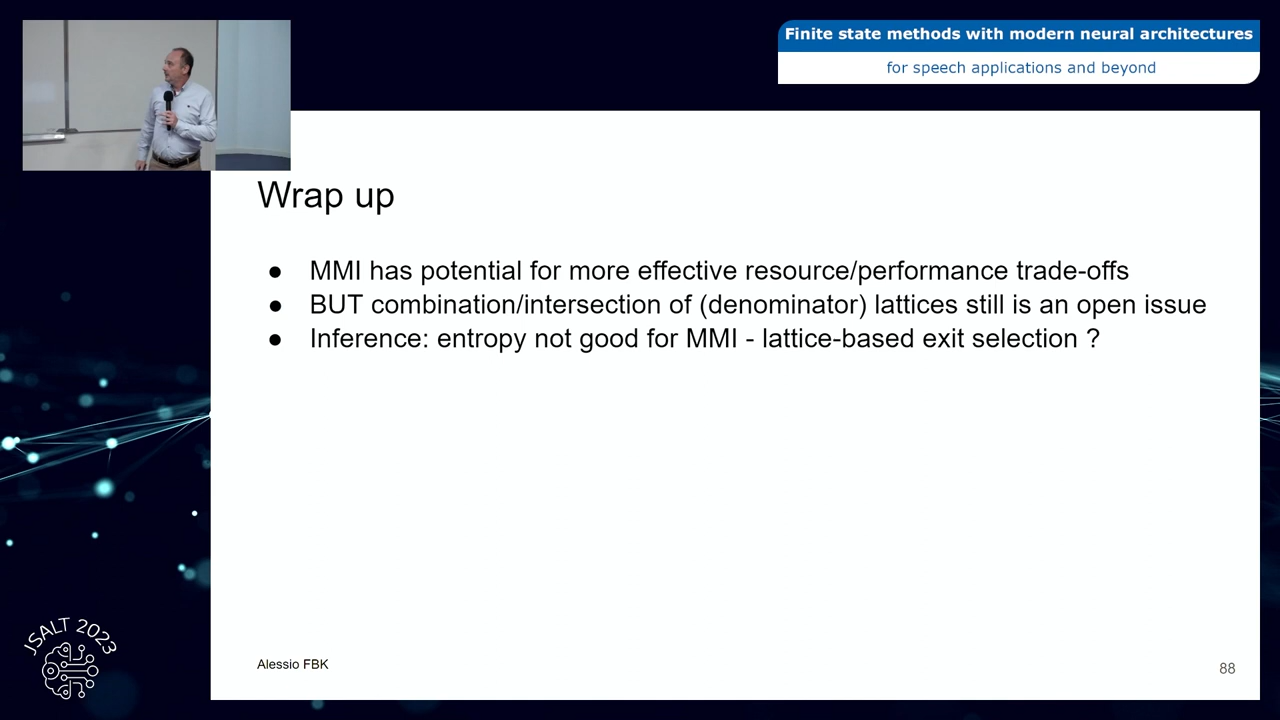 Finite state methods with modern neural architectures
for speech applications and beyond
Wrap up
● MMI has potential for more effective resource/performance trade-offs
● BUT combination/intersection of (denominator) lattices still is an open issue
● Inference: entropy not good for MMI - lattice-based exit selection ?
JSALT 2023
Alessio FBK
88